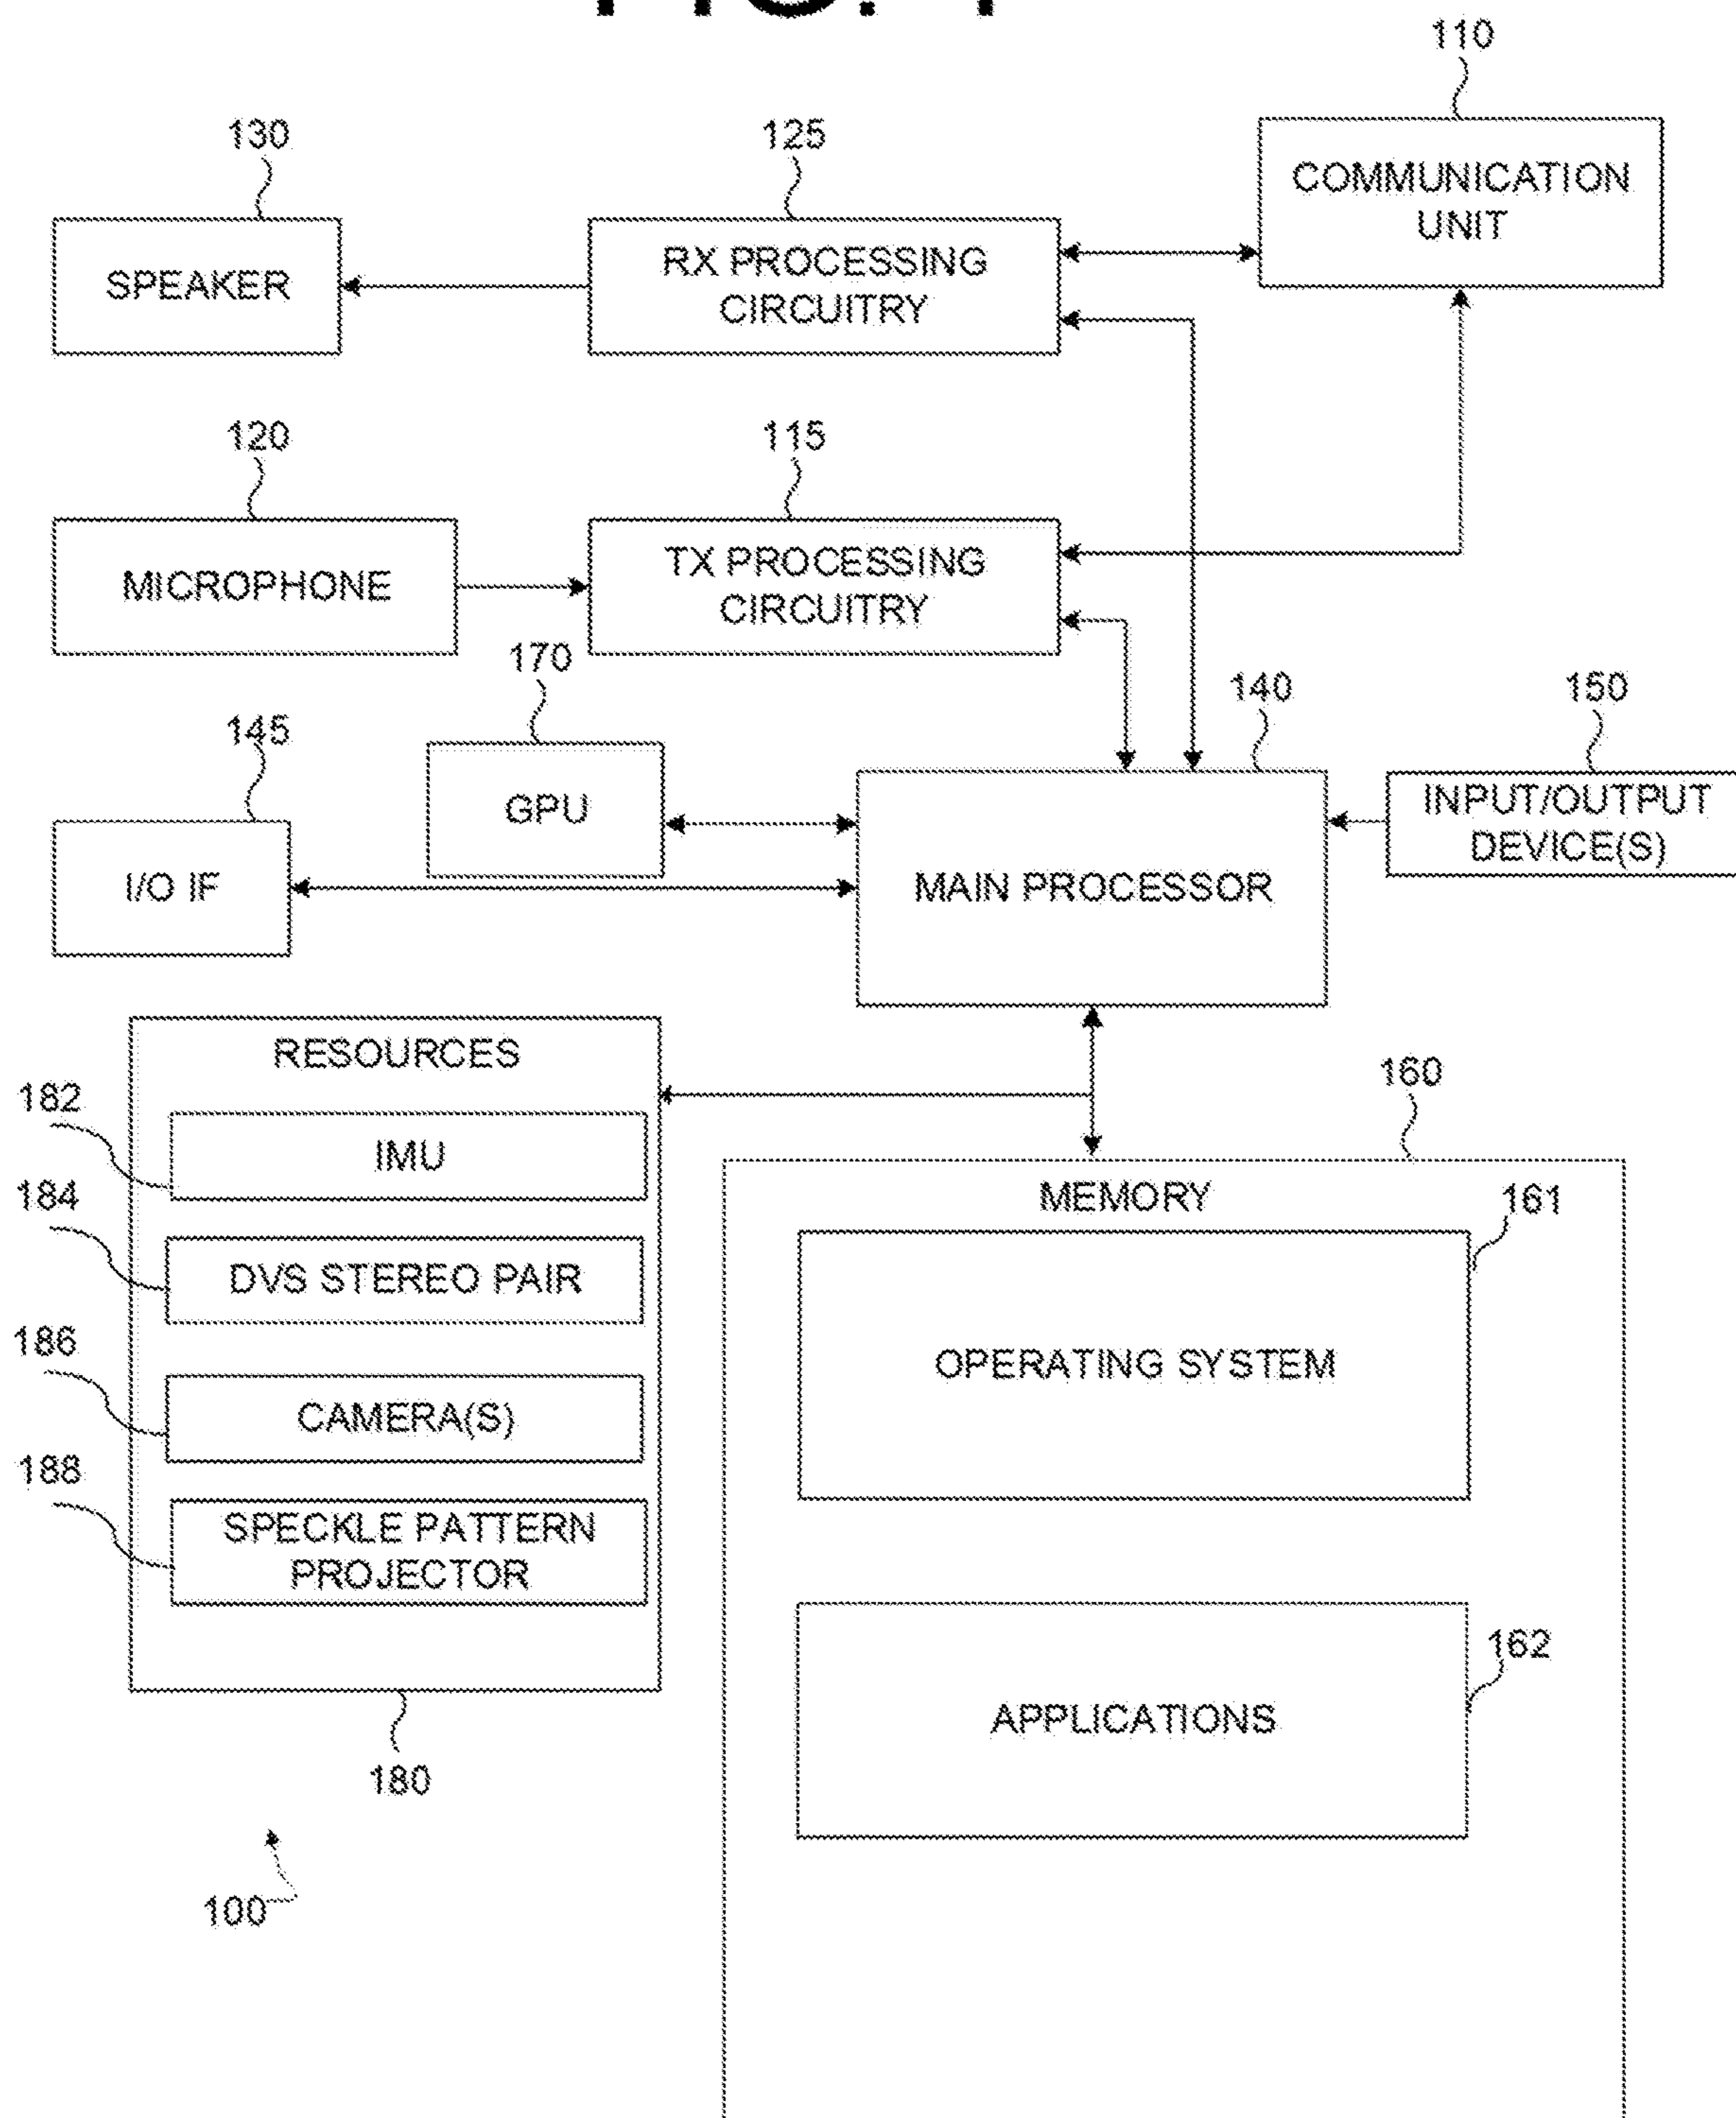 FIG. 1
110
130
125
COMMUNICATION
UNIT
SPEAKER
RX PROCESSING
CIRCUITRY
120
115
MICROPHONE
TX PROCESSING
CIRCUITRY
170
140
150
145
GPU
INPUT/OUTPUT
DEVICE(S)
I/O IF
MAIN PROCESSOR
RESOURCES
160
182
IMU
MEMORY
161
184
DVS STEREO PAIR
OPERATING SYSTEM
186
CAMERA(S)
188
SPECKLE PATTERN
PROJECTOR
162
APPLICATIONS
180
100